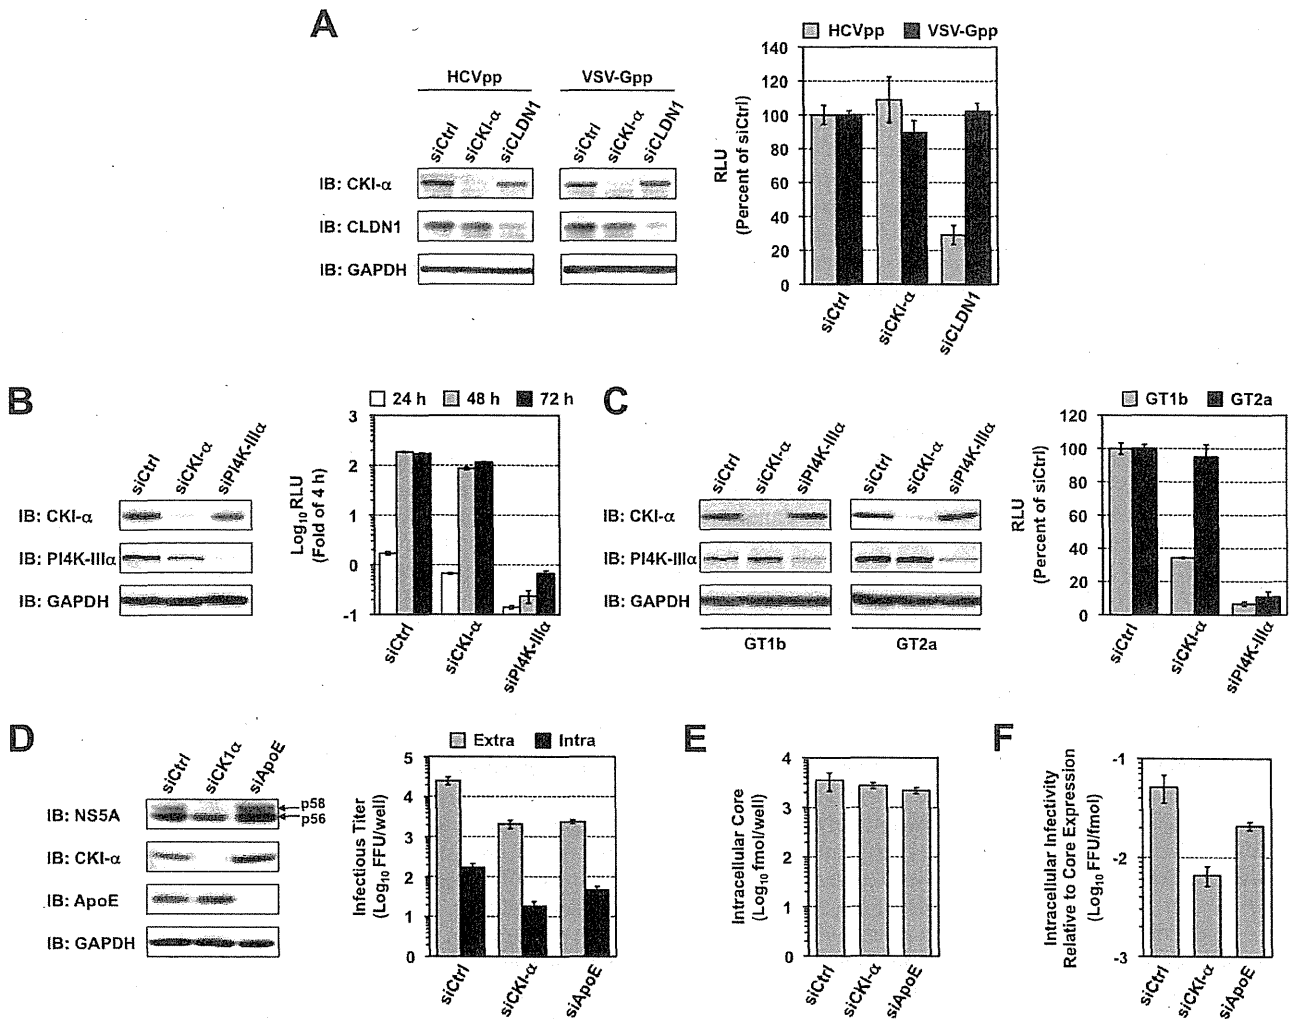 A
HCVpp VSV-Gpp
siCtrl siCKI-α siCLDN1 siCtrl siCKI-α siCLDN1
IB: CKI-α
IB: CLDN1
IB: GAPDH
HCVpp VSV-Gpp
RLU
(Percent of siCtrl)
140
120
100
80
60
40
20
0
siCtrl siCKI-α siCLDN1
B
siCtrl siCKI-α siPI4K-IIIα
IB: CKI-α
IB: PI4K-IIIα
IB: GAPDH
24 h 48 h 72 h
Log10RLU
(Fold of 4 h)
3
2
1
0
-1
siCtrl siCKI-α siPI4K-IIIα
C
siCtrl siCKI-α siPI4K-IIIα siCtrl siCKI-α siPI4K-IIIα
IB: CKI-α
IB: PI4K-IIIα
IB: GAPDH
GT1b GT2a
GT1b GT2a
RLU
(Percent of siCtrl)
120
100
80
60
40
20
0
siCtrl siCKI-α siPI4K-IIIα
D
siCtrl siCK1α siApoE
IB: NS5A
p58
p56
IB: CKI-α
IB: ApoE
IB: GAPDH
Extra Intra
Infectious Titer
(Log10 FFU/well)
5
4
3
2
1
0
siCtrl siCKI-α siApoE
E
Intracellular Core
(Log10 fmol/well)
4
3
2
1
0
siCtrl siCKI-α siApoE
F
Intracellular Infectivity
Relative to Core Expression
(Log10 FFU/fmol)
-1
-2
-3
siCtrl siCKI-α siApoE